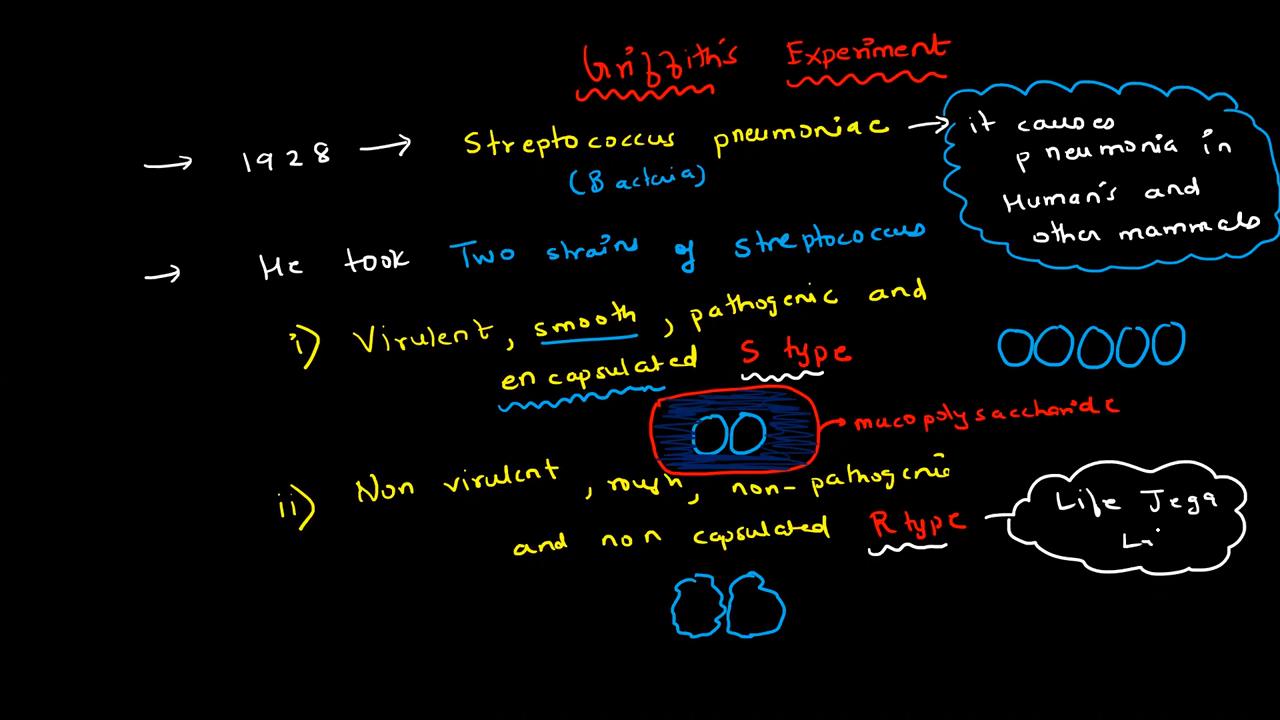 Griffith's Experiment
→ 1928 → Streptococcus pneumoniae →
(Bacteria)
it causes
pneumonia in
Human's and
other mammals
→ He took Two strains of streptococcus
i) Virulent, smooth, pathogenic and
encapsulated S type
mucopolysaccharide
ii) Non virulent, rough, non-pathogenic
and non capsulated R type
Life Jega